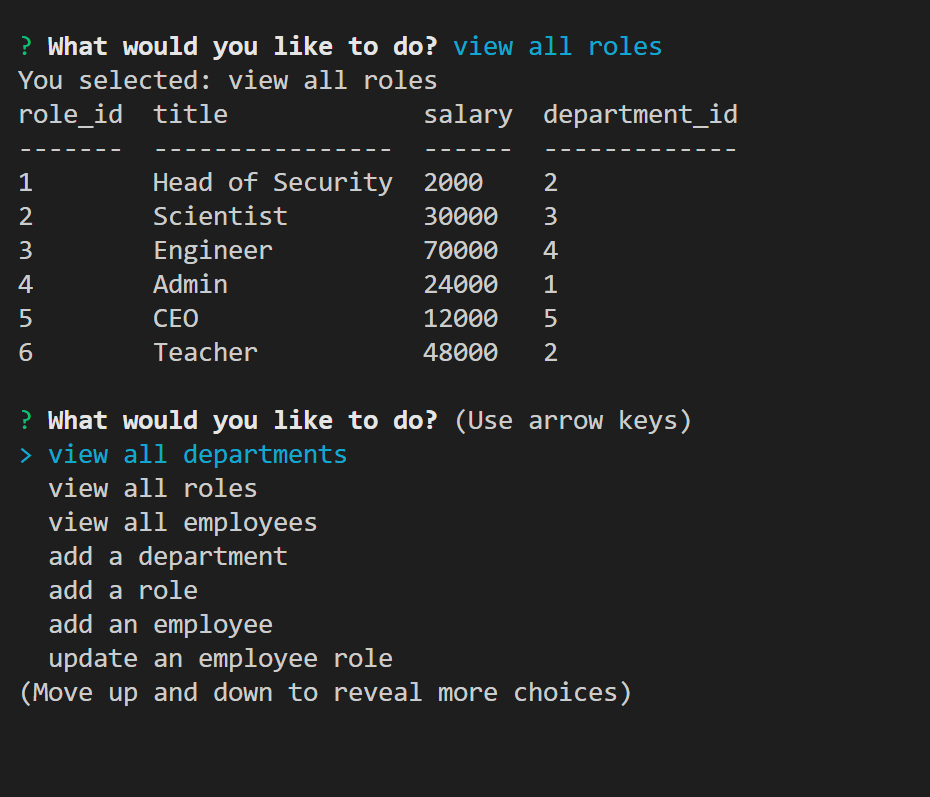 ? What would you like to do? view all roles
You selected: view all roles
role_id  title             salary  department_id
-------  ----------------  ------  -------------
1        Head of Security  2000    2
2        Scientist         30000   3
3        Engineer          70000   4
4        Admin             24000   1
5        CEO               12000   5
6        Teacher           48000   2
? What would you like to do? (Use arrow keys)
> view all departments
  view all roles
  view all employees
  add a department
  add a role
  add an employee
  update an employee role
(Move up and down to reveal more choices)